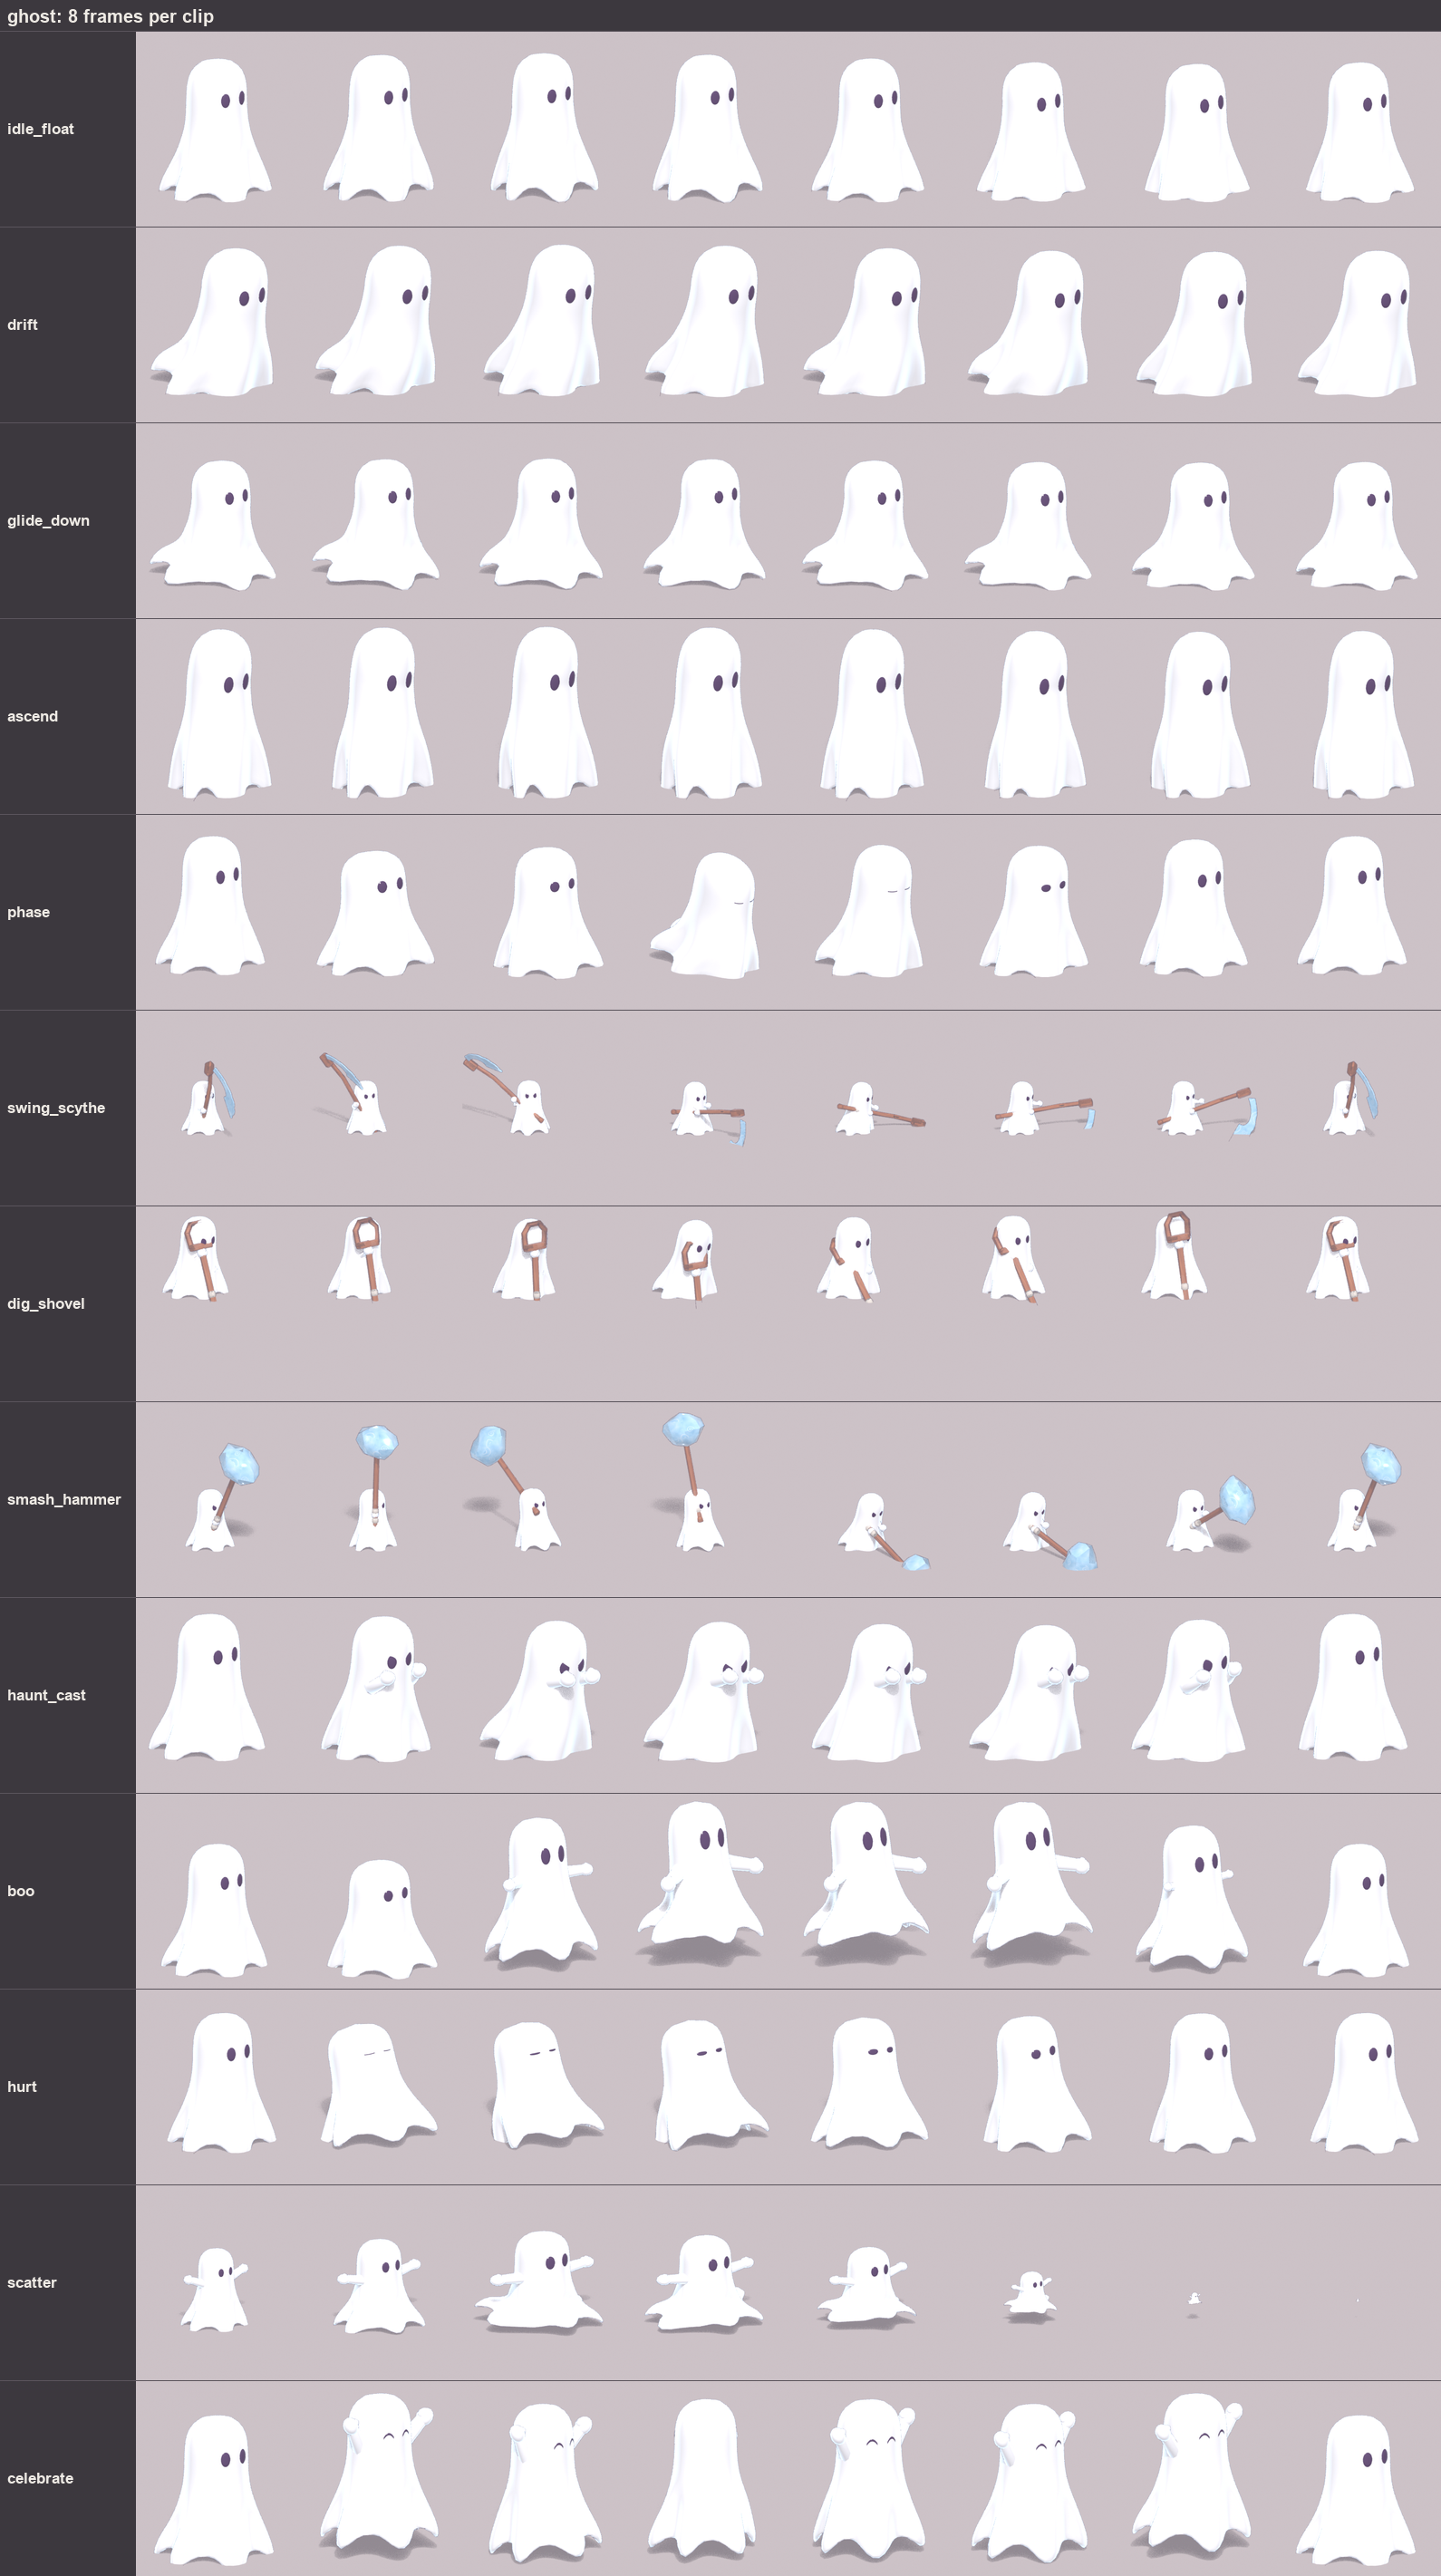 ghost: 8 frames per clip
idle_float
drift
glide_down
ascend
phase
swing_scythe
dig_shovel
smash_hammer
haunt_cast
boo
hurt
scatter
celebrate